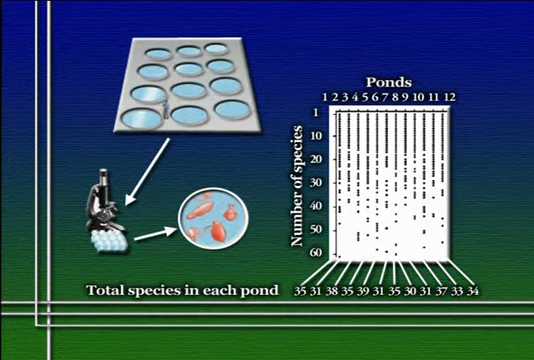 Ponds
1 2 3 4 5 6 7 8 9 10 11 12
Number of species
1
10
20
30
40
50
60
Total species in each pond 35 31 38 35 39 31 35 30 31 37 33 34